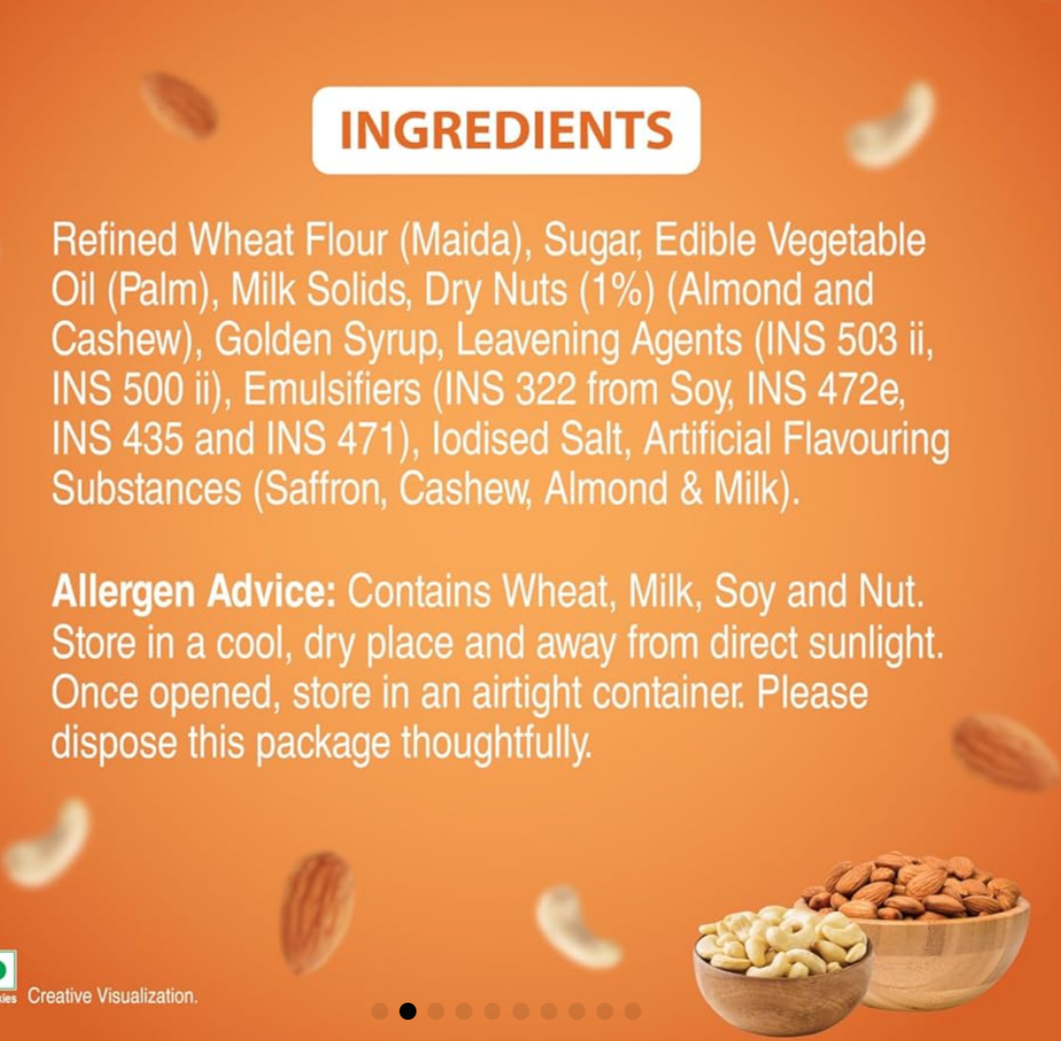 INGREDIENTS
Refined Wheat Flour (Maida), Sugar, Edible Vegetable
Oil (Palm), Milk Solids, Dry Nuts (1%) (Almond and
Cashew), Golden Syrup, Leavening Agents (INS 503 ii,
INS 500 ii), Emulsifiers (INS 322 from Soy, INS 472e,
INS 435 and INS 471), Iodised Salt, Artificial Flavouring
Substances (Saffron, Cashew, Almond & Milk).
Allergen Advice: Contains Wheat, Milk, Soy and Nut.
Store in a cool, dry place and away from direct sunlight.
Once opened, store in an airtight container. Please
dispose this package thoughtfully.
Creative Visualization.